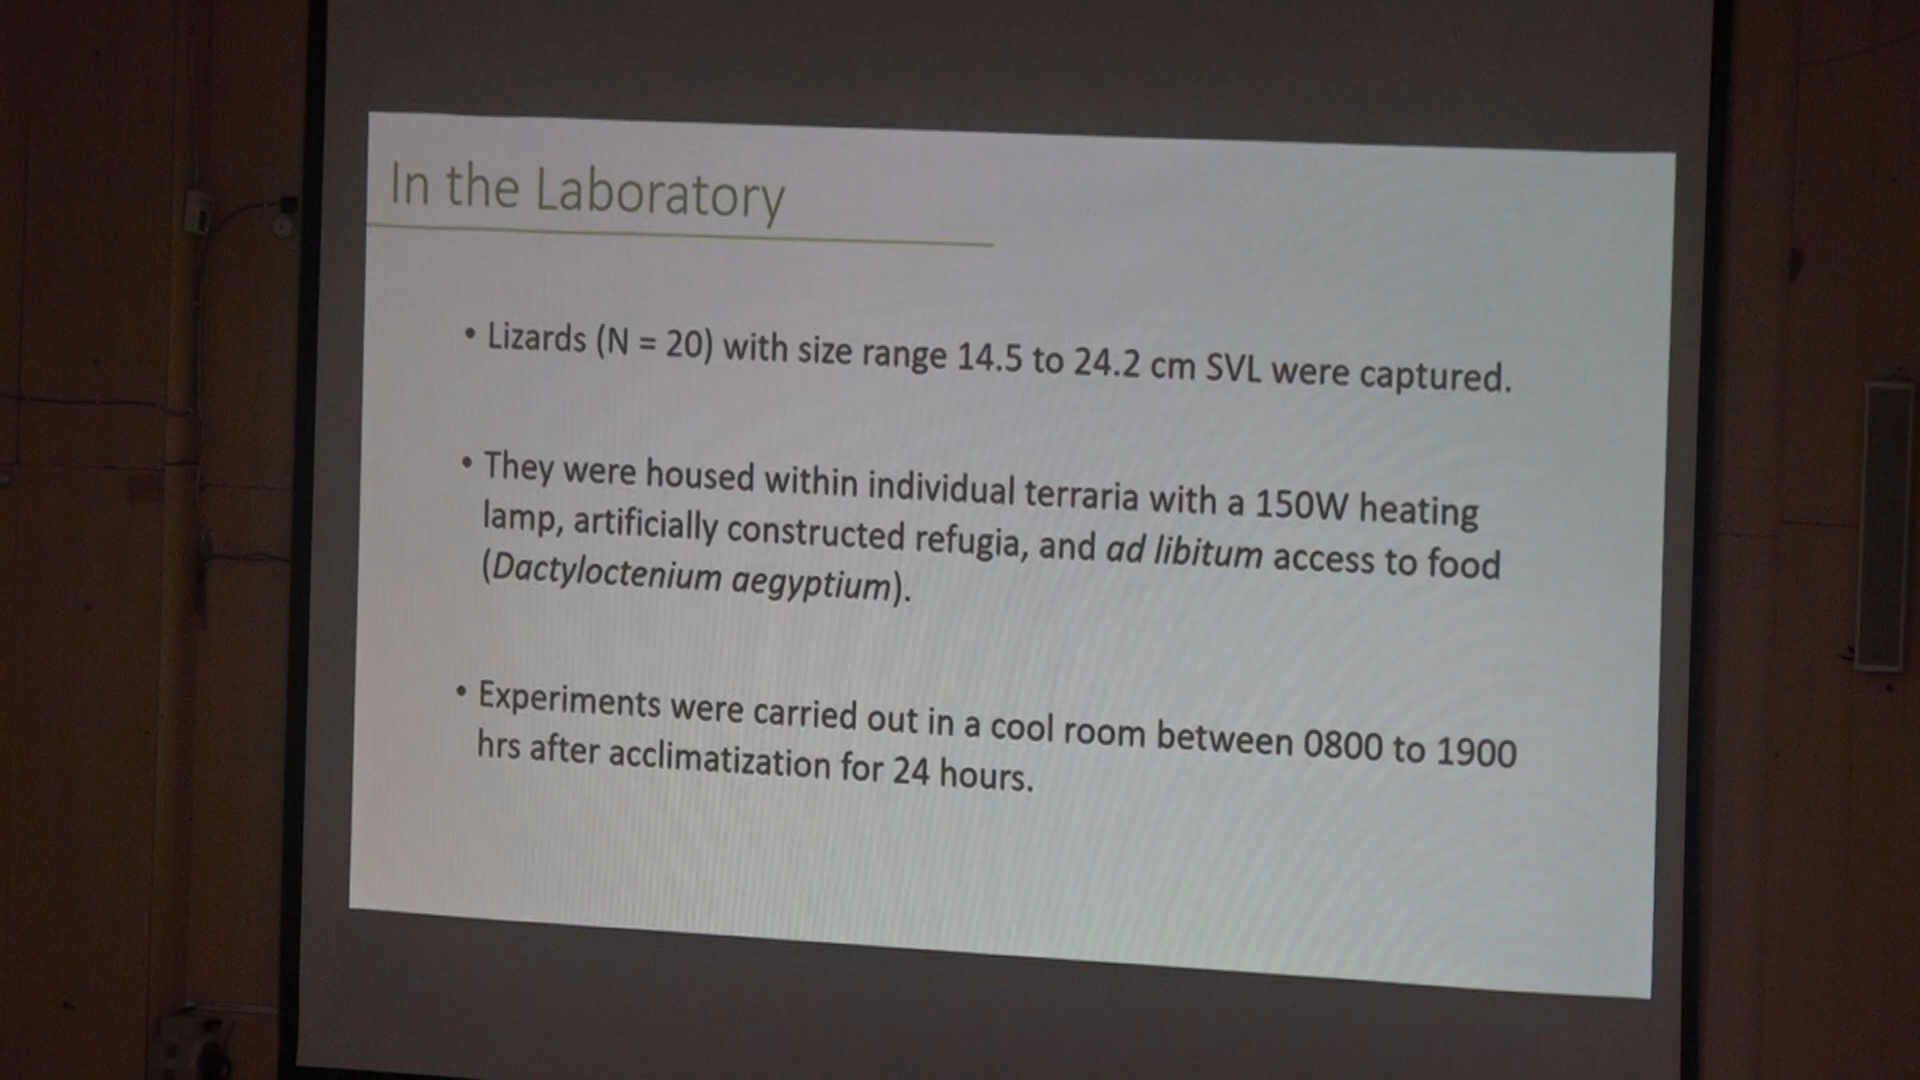 In the Laboratory
• Lizards (N = 20) with size range 14.5 to 24.2 cm SVL were captured.
• They were housed within individual terraria with a 150W heating
lamp, artificially constructed refugia, and ad libitum access to food
(Dactyloctenium aegyptium).
• Experiments were carried out in a cool room between 0800 to 1900
hrs after acclimatization for 24 hours.